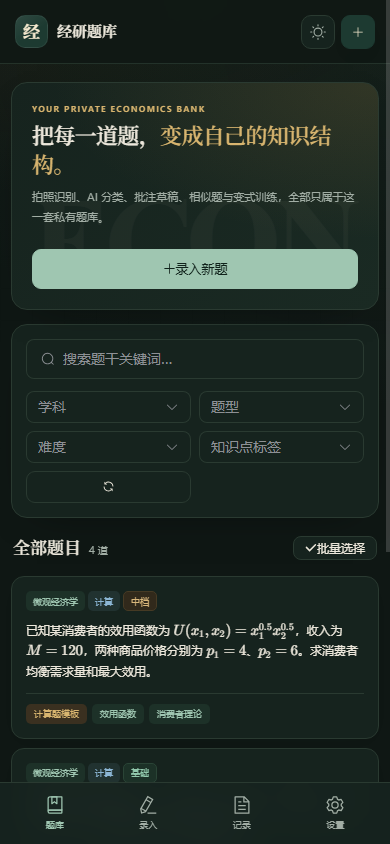 经 经研题库
YOUR PRIVATE ECONOMICS BANK
把每一道题，变成自己的知识结
构。
拍照识别、AI 分类、批注草稿、相似题与变式训练，全部只属于这
一套私有题库。
ECON
＋录入新题
搜索题干关键词...
学科 题型
难度 知识点标签
全部题目 4 道 批量选择
微观经济学 计算 中档
已知某消费者的效用函数为 U(x₁, x₂) = x₁^0.5 x₂^0.5，收入为
M = 120，两种商品价格分别为 p₁ = 4、p₂ = 6。求消费者
均衡需求量和最大效用。
计算题模板 效用函数 消费者理论
微观经济学 计算 基础
题库 录入 记录 设置